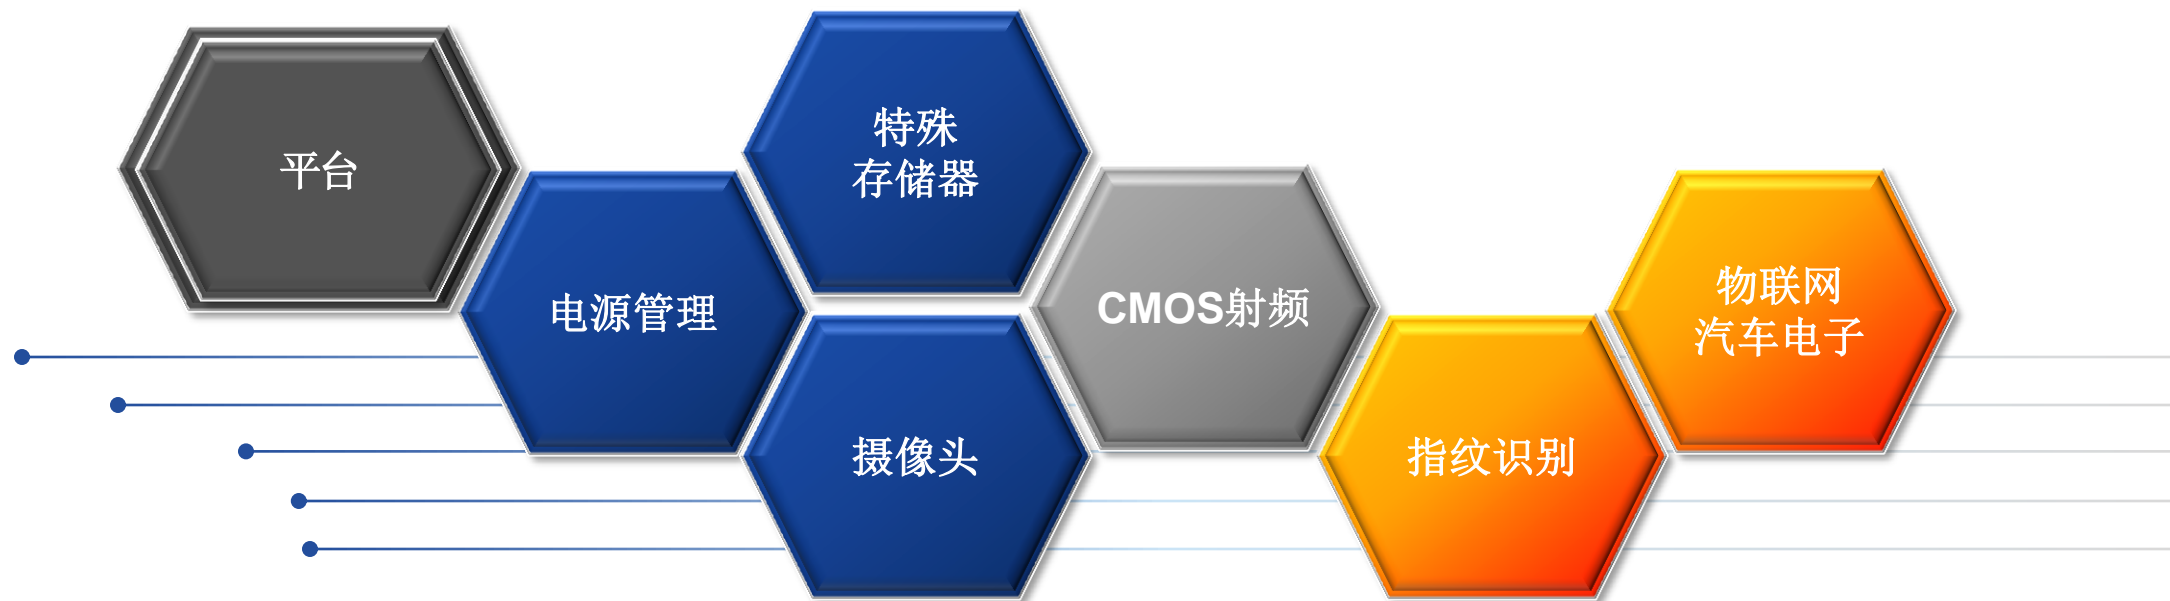 平台
电源管理
特殊
存储器
摄像头
CMOS射频
指纹识别
物联网
汽车电子